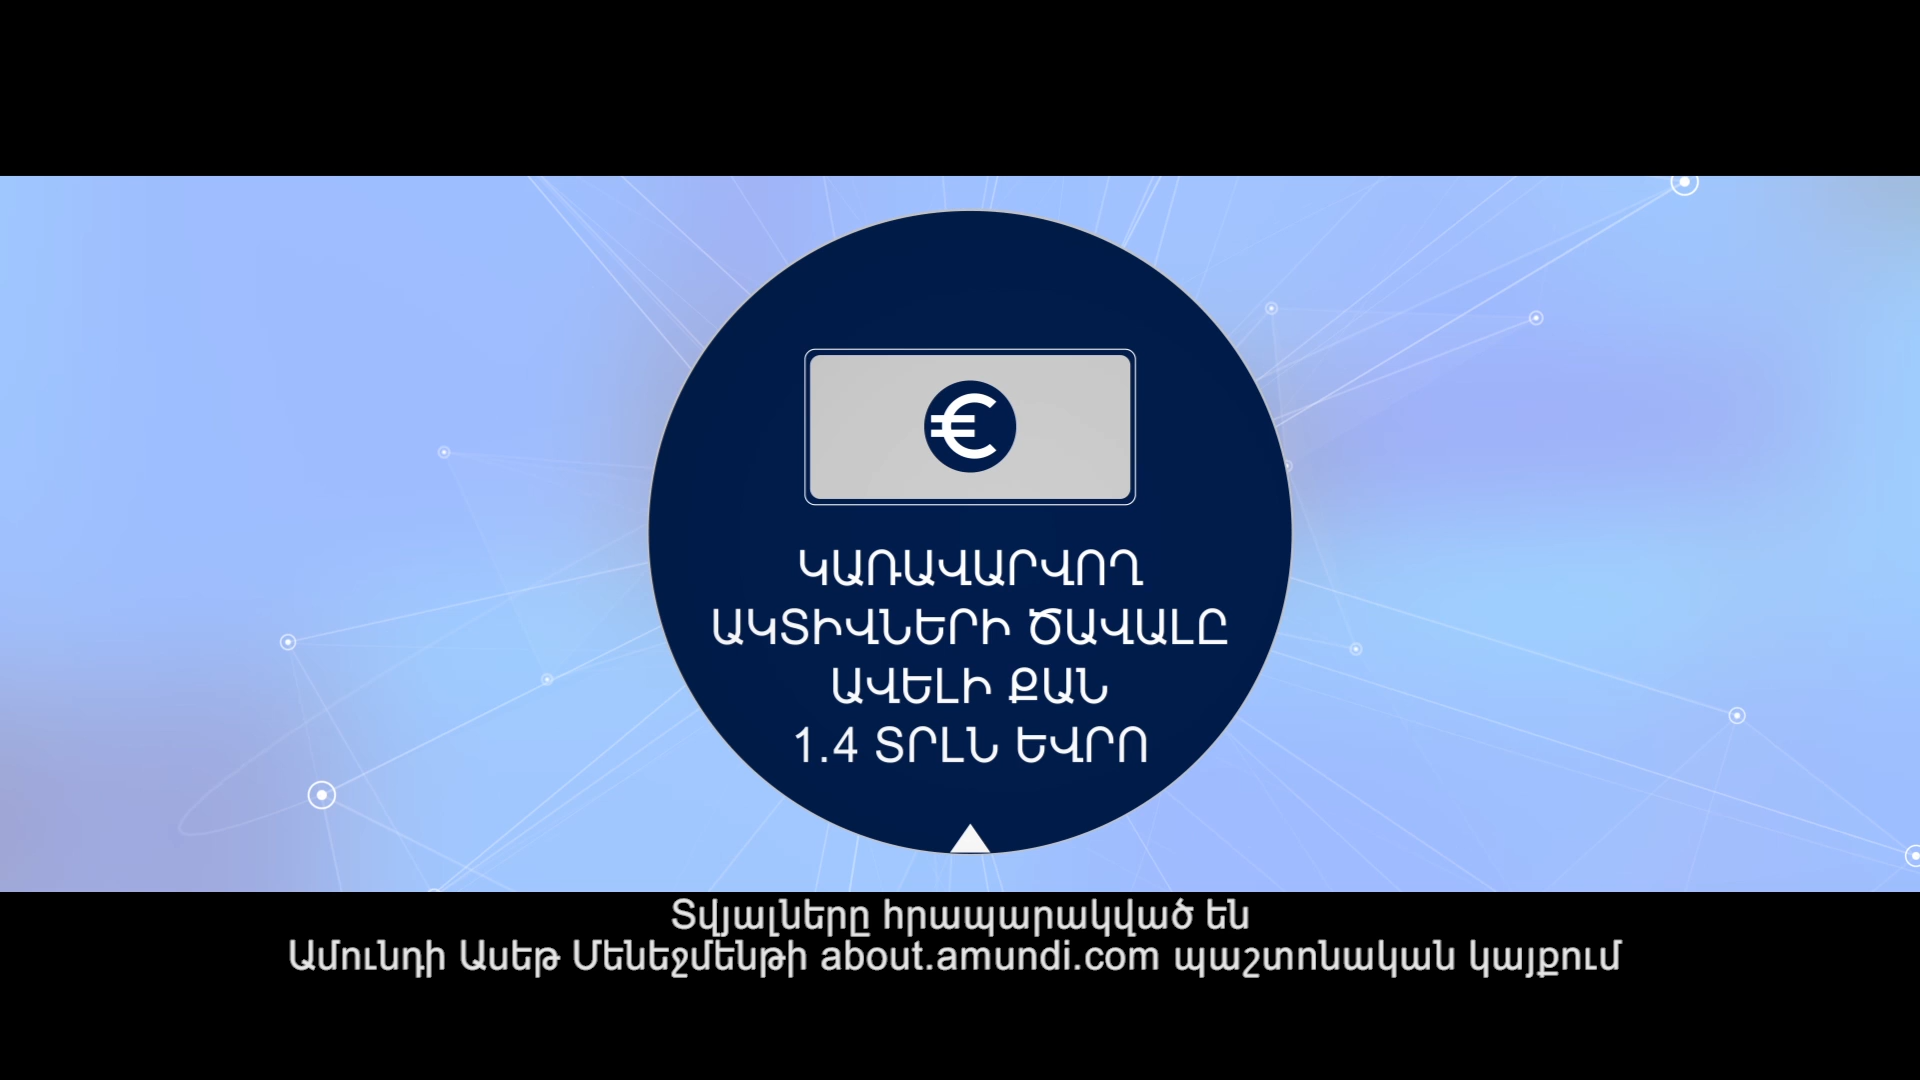 €
ԿԱՌԱՎԱՐՎՈՂ
ԱԿՏԻՎՆԵՐԻ ԾԱՎԱԼԸ
ԱՎԵԼԻ ՔԱՆ
1.4 ՏՐԼՆ ԵՎՐՈ
Տվյալները հրապարակված են
Ամունդի Ասեթ Մենեջմենթի about.amundi.com պաշտոնական կայքում